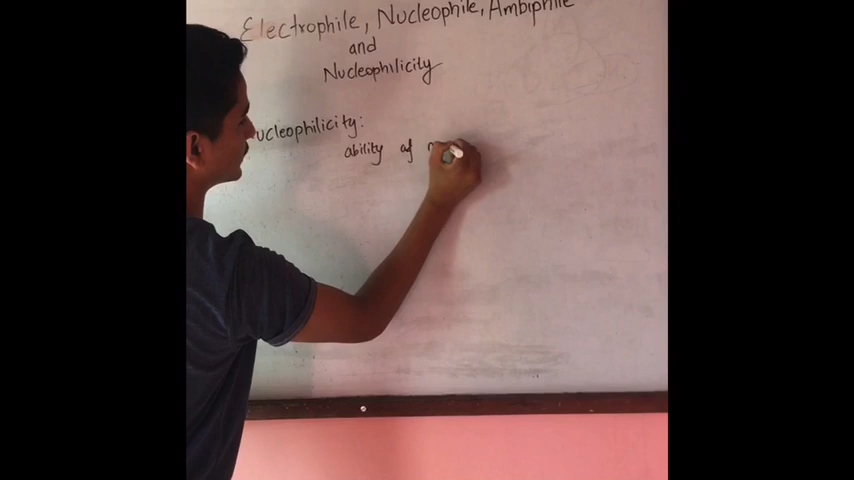 Electrophile, Nucleophile, Ambiphile
and
Nucleophilicity
ucleophilicity:
ability of n